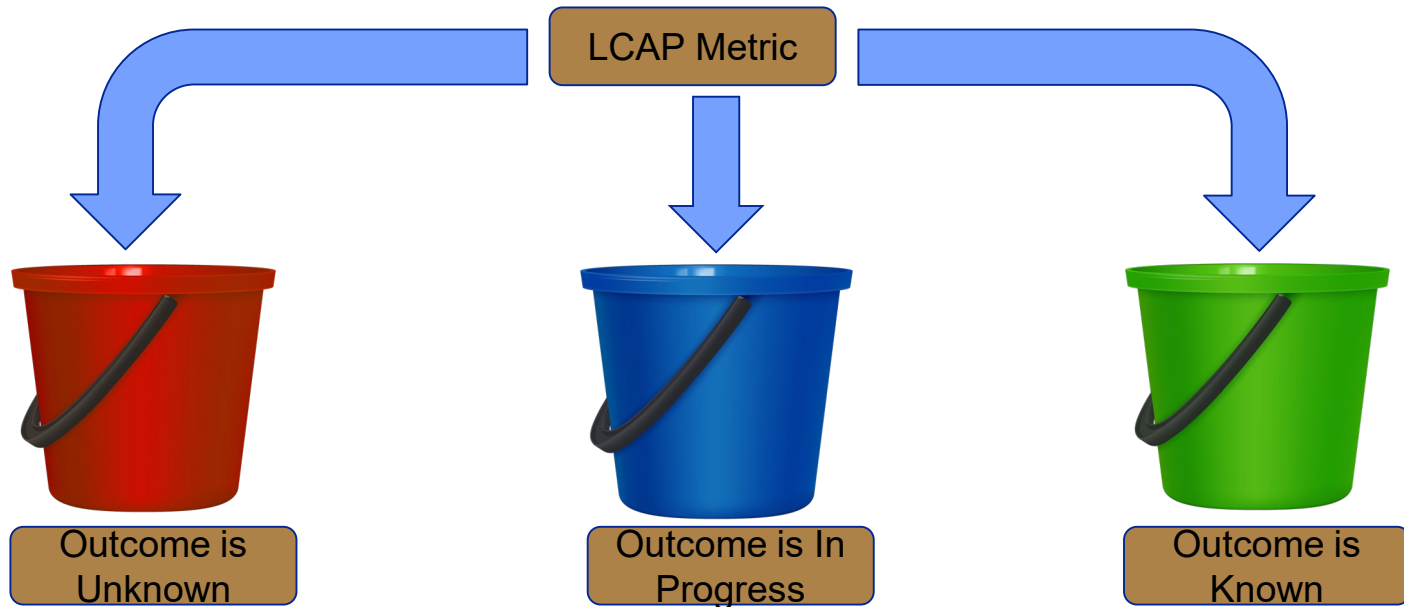 LCAP Metric
Outcome is
Unknown
Outcome is In
Progress
Outcome is
Known